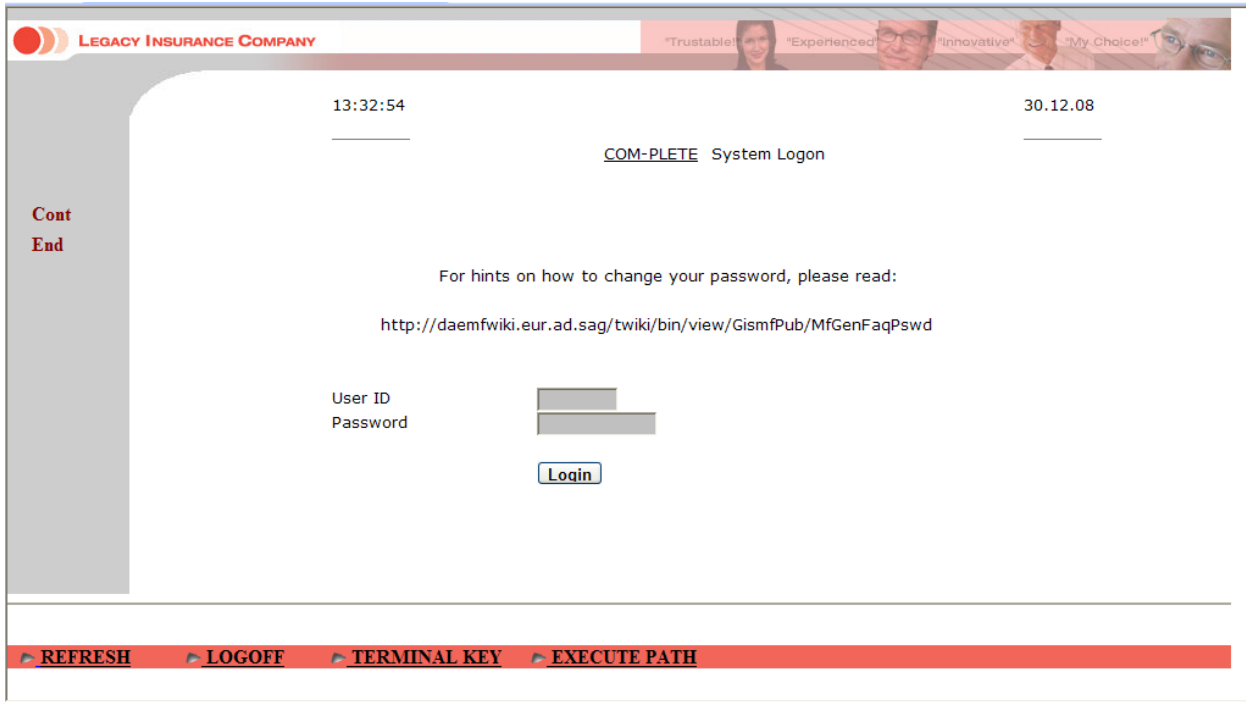 LEGACY INSURANCE COMPANY
"Trustable!" "Experienced" "Innovative" "My Choice!"
13:32:54 30.12.08
COM-PLETE System Logon
Cont
End
For hints on how to change your password, please read:
http://daemfwiki.eur.ad.sag/twiki/bin/view/GismfPub/MfGenFaqPswd
User ID
Password
Login
REFRESH LOGOFF TERMINAL KEY EXECUTE PATH